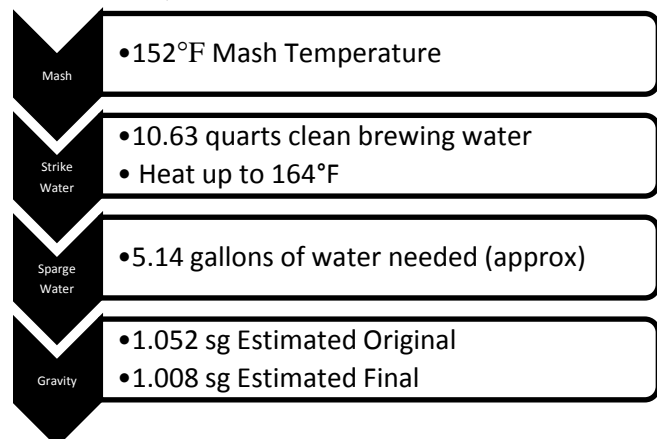 Mash
•152°F Mash Temperature
Strike
Water
•10.63 quarts clean brewing water
• Heat up to 164°F
Sparge
Water
•5.14 gallons of water needed (approx)
Gravity
•1.052 sg Estimated Original
•1.008 sg Estimated Final